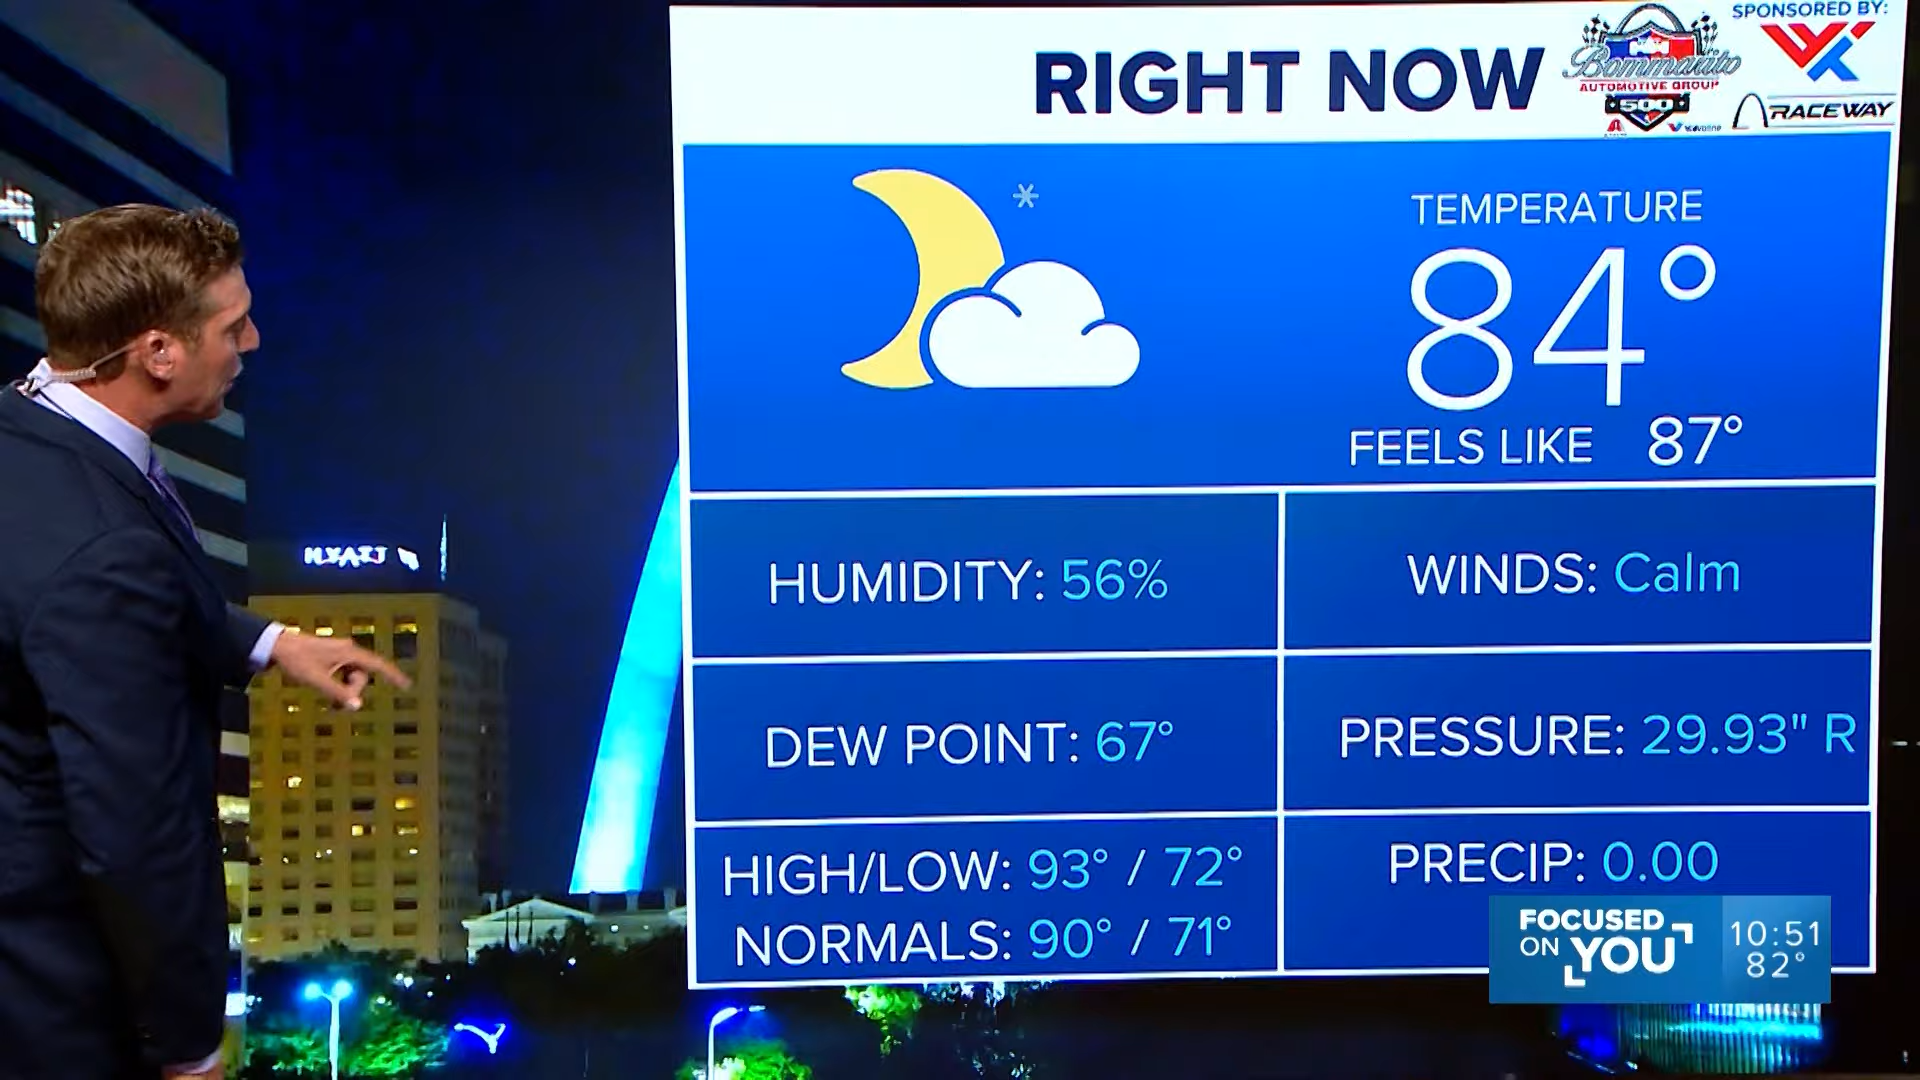 SPONSORED BY:
RIGHT NOW
Bommarito
AUTOMOTIVE GROUP
500
RACEWAY
TEMPERATURE
84°
FEELS LIKE 87°
HYATT
HUMIDITY: 56%
WINDS: Calm
DEW POINT: 67°
PRESSURE: 29.93" R
HIGH/LOW: 93° / 72°
NORMALS: 90° / 71°
PRECIP: 0.00
FOCUSED
ON YOU
10:51
82°